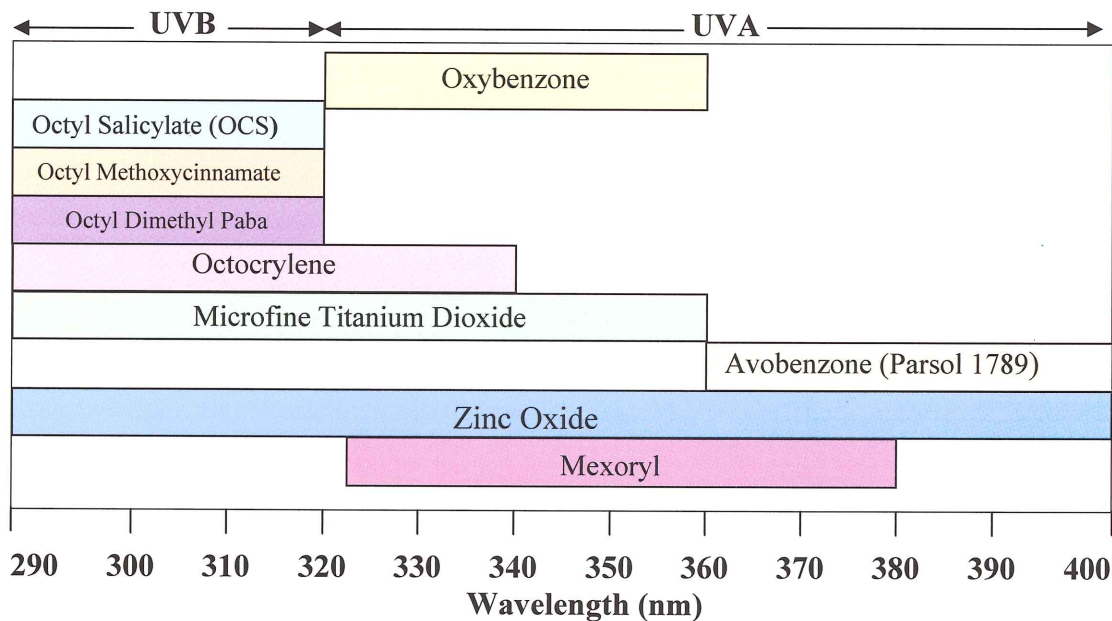 UVB UVA
Oxybenzone
Octyl Salicylate (OCS)
Octyl Methoxycinnamate
Octyl Dimethyl Paba
Octocrylene
Microfine Titanium Dioxide
Avobenzone (Parsol 1789)
Zinc Oxide
Mexoryl
290 300 310 320 330 340 350 360 370 380 390 400
Wavelength (nm)